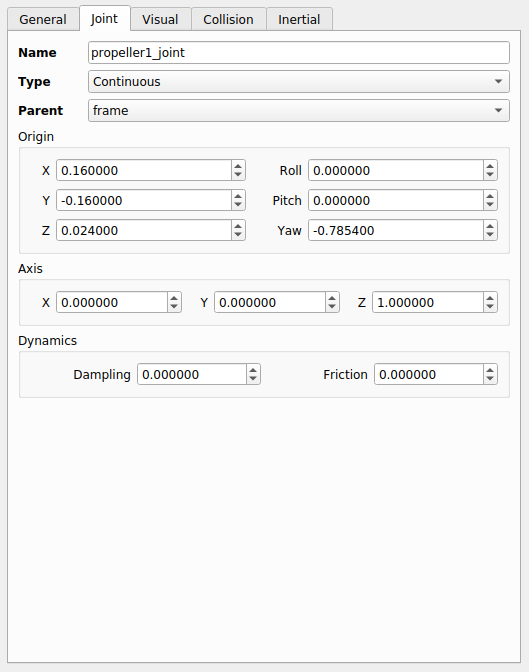 General Joint Visual Collision Inertial
Name propeller1_joint
Type Continuous
Parent frame
Origin
X 0.160000 Roll 0.000000
Y -0.160000 Pitch 0.000000
Z 0.024000 Yaw -0.785400
Axis
X 0.000000 Y 0.000000 Z 1.000000
Dynamics
Dampling 0.000000 Friction 0.000000